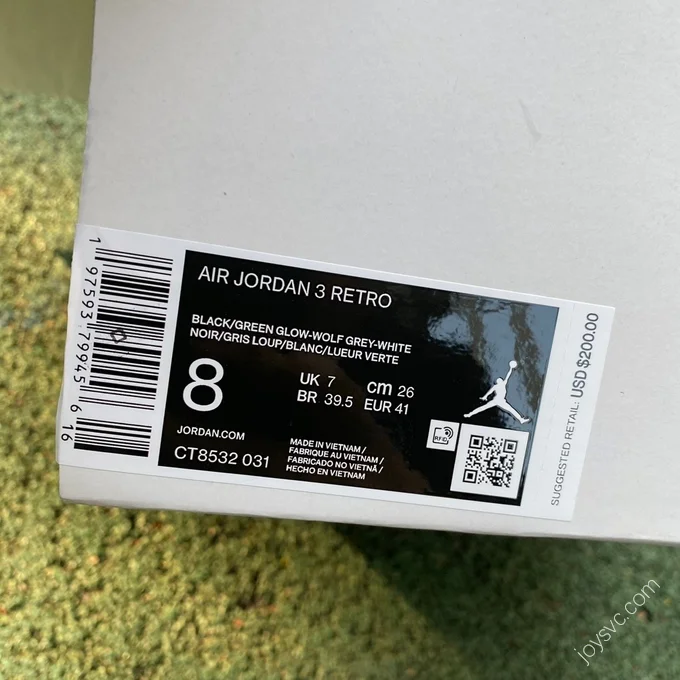 1 97593 79945 6 16
AIR JORDAN 3 RETRO
BLACK/GREEN GLOW-WOLF GREY-WHITE
NOIR/GRIS LOUP/BLANC/LUEUR VERTE
8
UK 7
cm 26
BR 39.5
EUR 41
JORDAN.COM
CT8532 031
MADE IN VIETNAM /
FABRIQUE AU VIETNAM /
FABRICADO NO VIETNÃ /
HECHO EN VIETNAM
RFID
SUGGESTED RETAIL: USD $200.00
joysvc.com